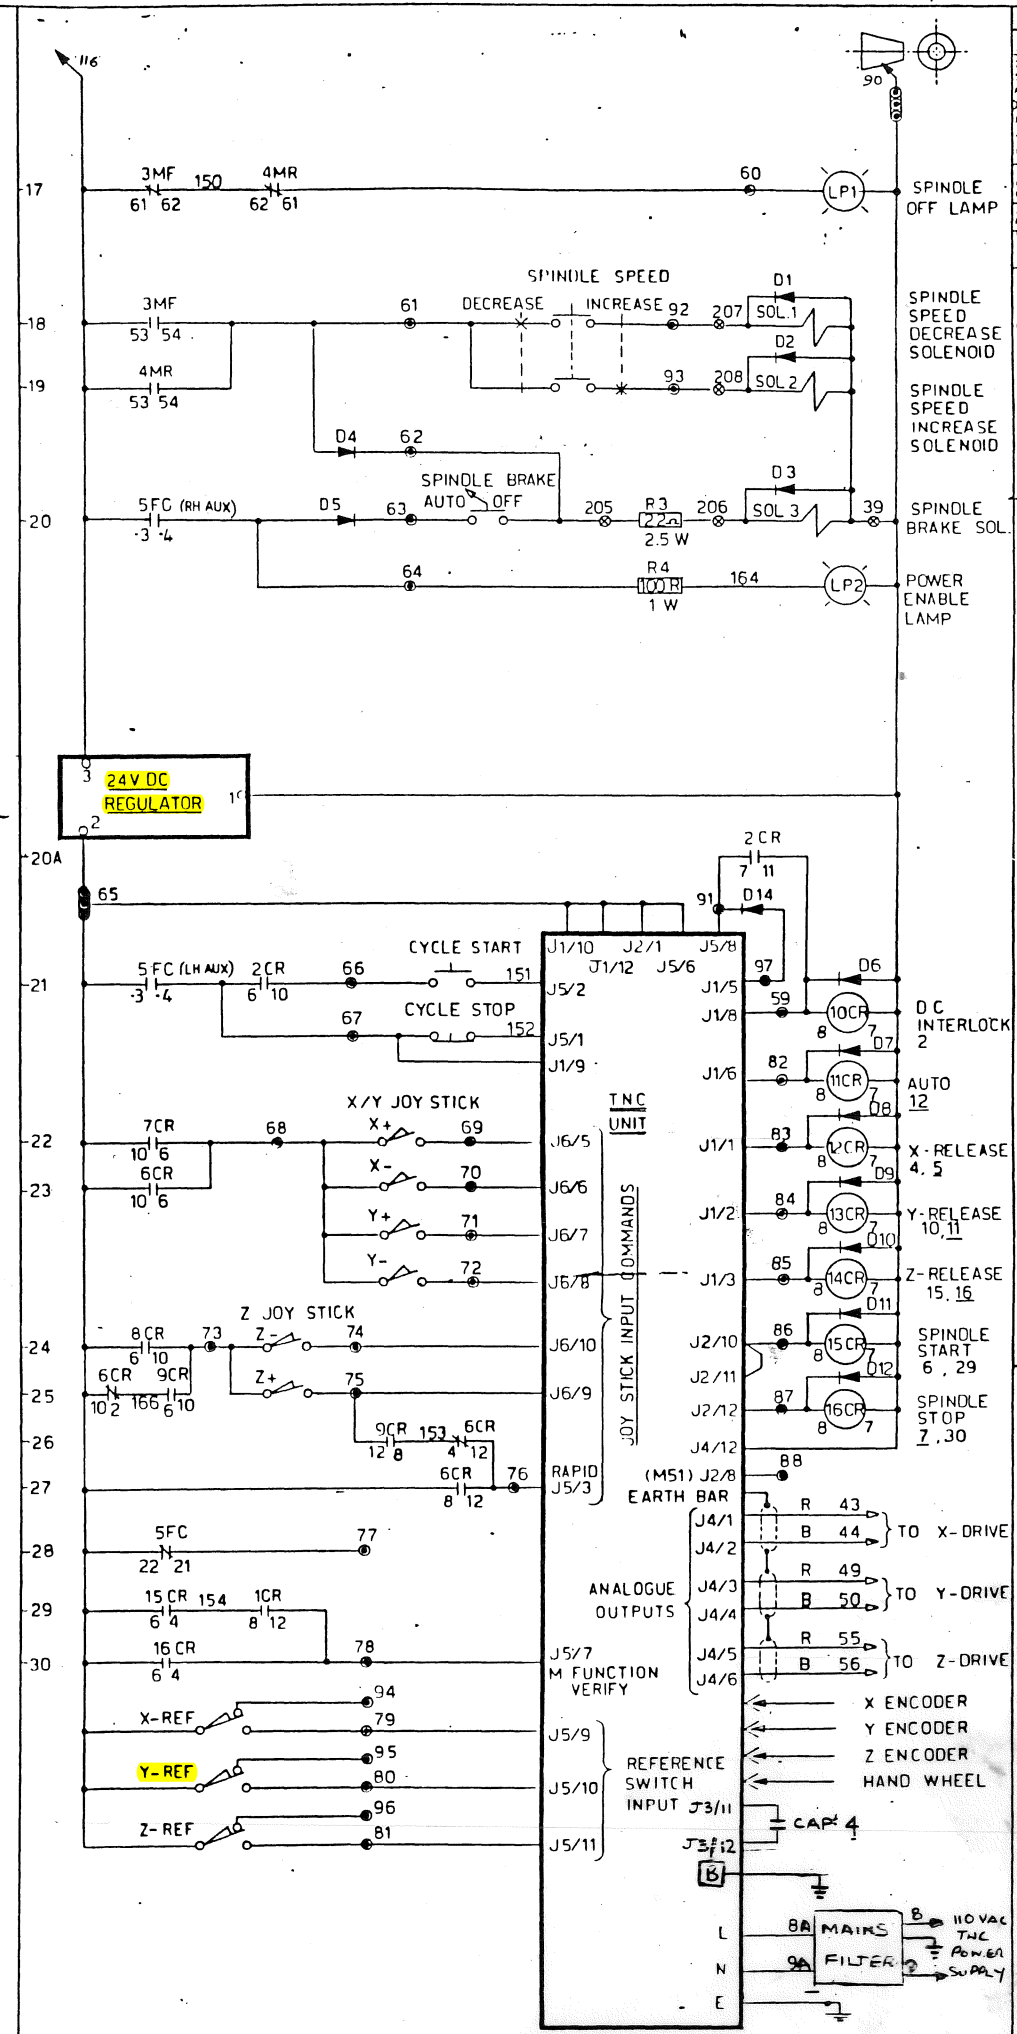 116
90
17
3MF
150
4MR
61 62
62 61
60
LP1
SPINDLE
OFF LAMP
SPINDLE SPEED
DECREASE
INCREASE
18
3MF
53 54
61
92
207
D1
SOL.1
SPINDLE
SPEED
DECREASE
SOLENOID
19
4MR
53 54
93
208
D2
SOL 2
SPINDLE
SPEED
INCREASE
SOLENOID
D4
62
SPINDLE BRAKE
AUTO OFF
20
5FC (RH AUX)
-3 -4
D5
63
205
R3
22Ω
2.5 W
206
D3
SOL 3
39
SPINDLE
BRAKE SOL.
64
R4
100R
1 W
164
LP2
POWER
ENABLE
LAMP
3
24V DC
REGULATOR
1
2
20A
65
2CR
7 11
91
D14
J1/10
J2/1
J5/8
J1/12
J5/6
21
5FC (LH AUX)
-3 -4
2CR
6 10
66
CYCLE START
151
J5/2
67
CYCLE STOP
152
J5/1
J1/9
J1/5
97
D6
J1/8
59
8
10CR
7
DC
INTERLOCK
2
D7
J1/6
82
8
11CR
7
AUTO
12
TNC
UNIT
X/Y JOY STICK
22
7CR
10 6
68
X+
69
J6/5
23
6CR
10 6
X-
70
J6/6
Y+
71
J6/7
Y-
72
J6/8
JOY STICK INPUT COMMANDS
D8
J1/1
83
8
12CR
7
X-RELEASE
4, 5
D9
J1/2
84
8
13CR
7
Y-RELEASE
10, 11
D10
J1/3
85
8
14CR
7
Z-RELEASE
15, 16
Z JOY STICK
24
8CR
6 10
73
Z-
74
J6/10
25
6CR
10 2
166
9CR
6 10
Z+
75
J6/9
26
9CR
12 8
153
6CR
4 12
27
6CR
8 12
76
RAPID
J5/3
D11
J2/10
86
8
15CR
7
SPINDLE
START
6, 29
J2/11
D12
J2/12
87
8
16CR
7
SPINDLE
STOP
7, 30
J4/12
(M51) J2/8
88
EARTH BAR
28
5FC
22 21
77
J4/1
R 43
J4/2
B 44
TO X-DRIVE
29
15CR
6 4
154
1CR
8 12
ANALOGUE
OUTPUTS
J4/3
R 49
J4/4
B 50
TO Y-DRIVE
30
16CR
6 4
78
J5/7
M FUNCTION
VERIFY
J4/5
R 55
J4/6
B 56
TO Z-DRIVE
X-REF
94
79
J5/9
Y-REF
95
80
J5/10
Z-REF
96
81
J5/11
REFERENCE
SWITCH
INPUT
X ENCODER
Y ENCODER
Z ENCODER
HAND WHEEL
J3/11
CAP 4
J3/12
B
L
8A
MAINS
FILTER
8
110 VAC
TNC
POWER
SUPPLY
N
9A
E